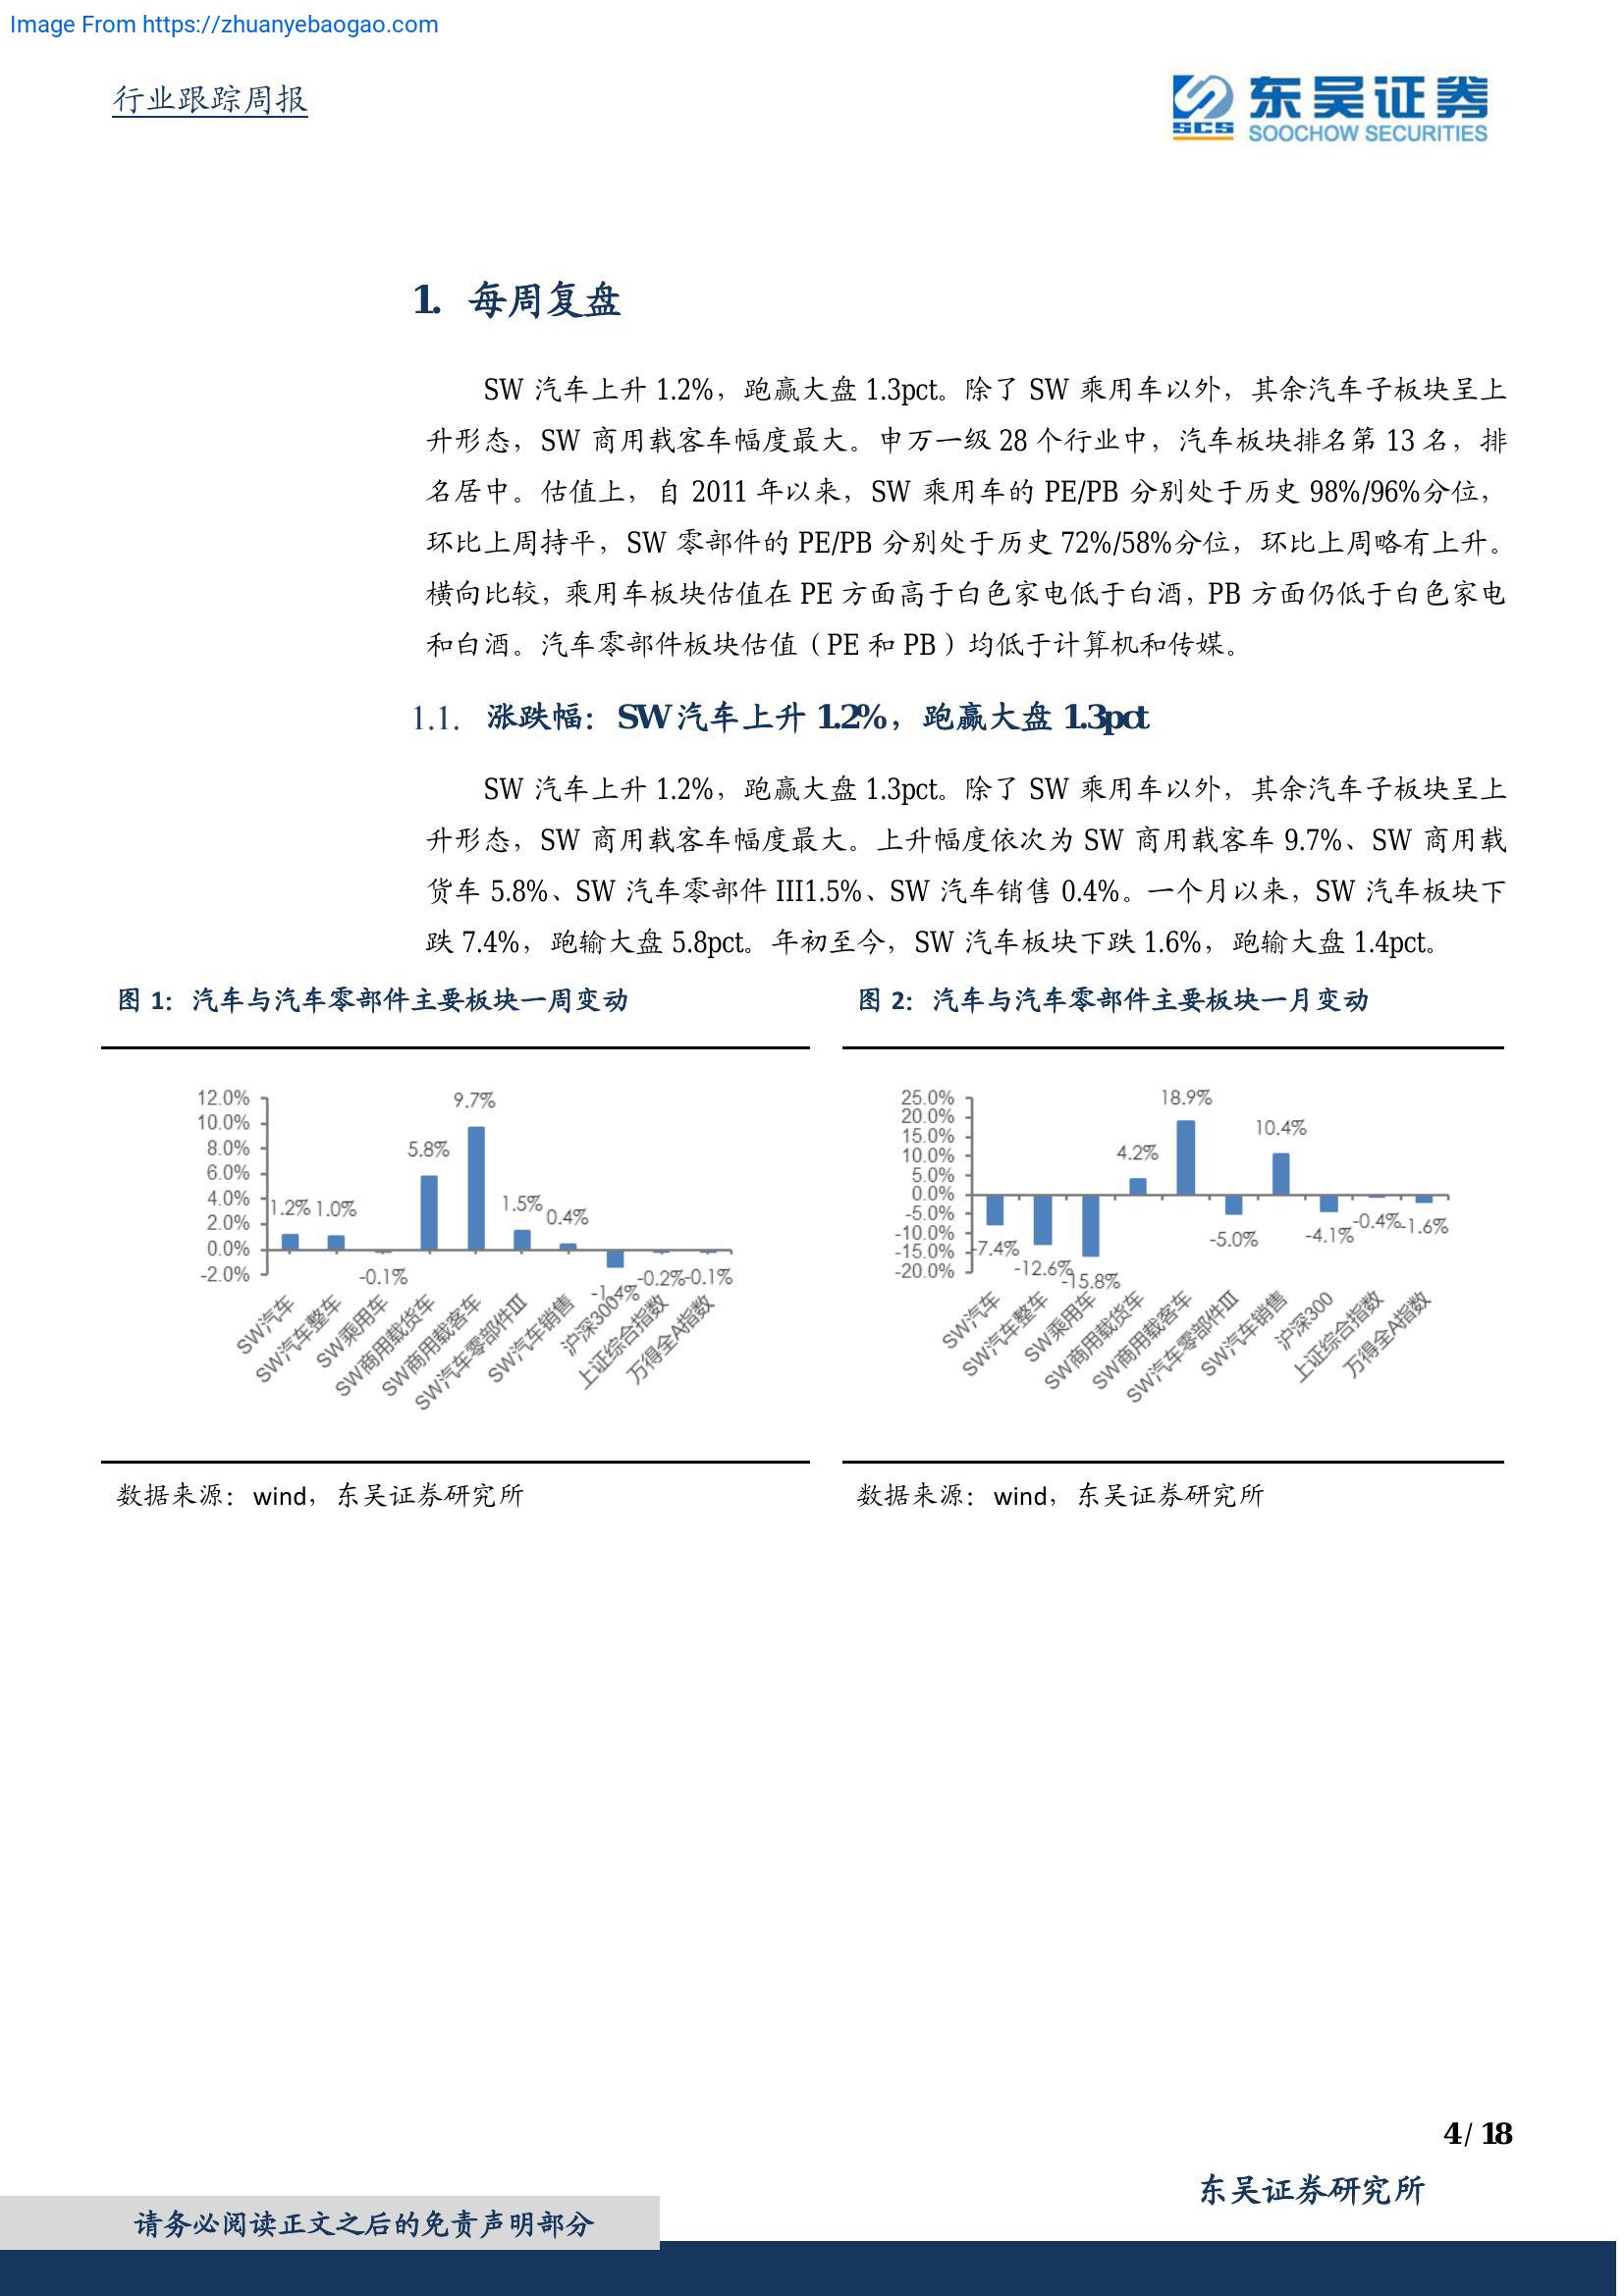 Image From https://zhuanyebaogao.com
行业跟踪周报
东吴证券
SCS
SOOCHOW SECURITIES
1. 每周复盘
SW 汽车上升 1.2%，跑赢大盘 1.3pct。除了 SW 乘用车以外，其余汽车子板块呈上
升形态，SW 商用载客车幅度最大。申万一级 28 个行业中，汽车板块排名第 13 名，排
名居中。估值上，自 2011 年以来，SW 乘用车的 PE/PB 分别处于历史 98%/96%分位，
环比上周持平，SW 零部件的 PE/PB 分别处于历史 72%/58%分位，环比上周略有上升。
横向比较，乘用车板块估值在 PE 方面高于白色家电低于白酒，PB 方面仍低于白色家电
和白酒。汽车零部件板块估值（PE 和 PB）均低于计算机和传媒。
1.1. 涨跌幅：SW 汽车上升 1.2%，跑赢大盘 1.3pct
SW 汽车上升 1.2%，跑赢大盘 1.3pct。除了 SW 乘用车以外，其余汽车子板块呈上
升形态，SW 商用载客车幅度最大。上升幅度依次为 SW 商用载客车 9.7%、SW 商用载
货车 5.8%、SW 汽车零部件 III1.5%、SW 汽车销售 0.4%。一个月以来，SW 汽车板块下
跌 7.4%，跑输大盘 5.8pct。年初至今，SW 汽车板块下跌 1.6%，跑输大盘 1.4pct。
图 1：汽车与汽车零部件主要板块一周变动
12.0%
10.0%
8.0%
6.0%
4.0%
2.0%
0.0%
-2.0%
1.2%
1.0%
-0.1%
5.8%
9.7%
1.5%
0.4%
-1.4%
-0.2%
-0.1%
SW汽车
SW汽车整车
SW乘用车
SW商用载货车
SW商用载客车
SW汽车零部件III
SW汽车销售
沪深300
上证综合指数
万得全A指数
数据来源：wind，东吴证券研究所
图 2：汽车与汽车零部件主要板块一月变动
25.0%
20.0%
15.0%
10.0%
5.0%
0.0%
-5.0%
-10.0%
-15.0%
-20.0%
-7.4%
-12.6%
-15.8%
4.2%
18.9%
-5.0%
10.4%
-4.1%
-0.4%
-1.6%
SW汽车
SW汽车整车
SW乘用车
SW商用载货车
SW商用载客车
SW汽车零部件III
SW汽车销售
沪深300
上证综合指数
万得全A指数
数据来源：wind，东吴证券研究所
4 / 18
东吴证券研究所
请务必阅读正文之后的免责声明部分